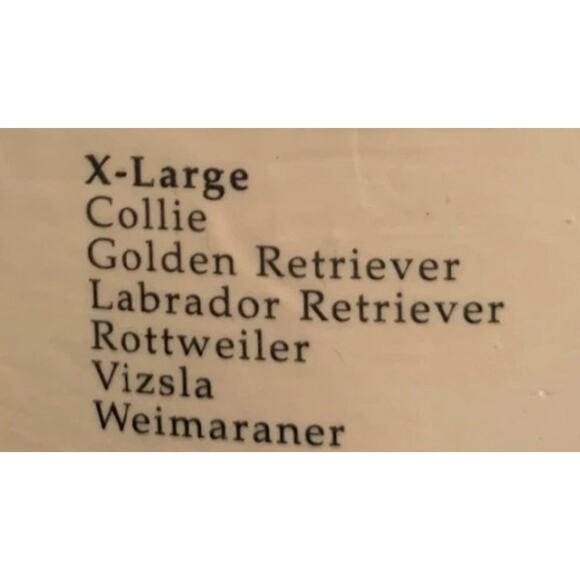 X-Large
Collie
Golden Retriever
Labrador Retriever
Rottweiler
Vizsla
Weimaraner